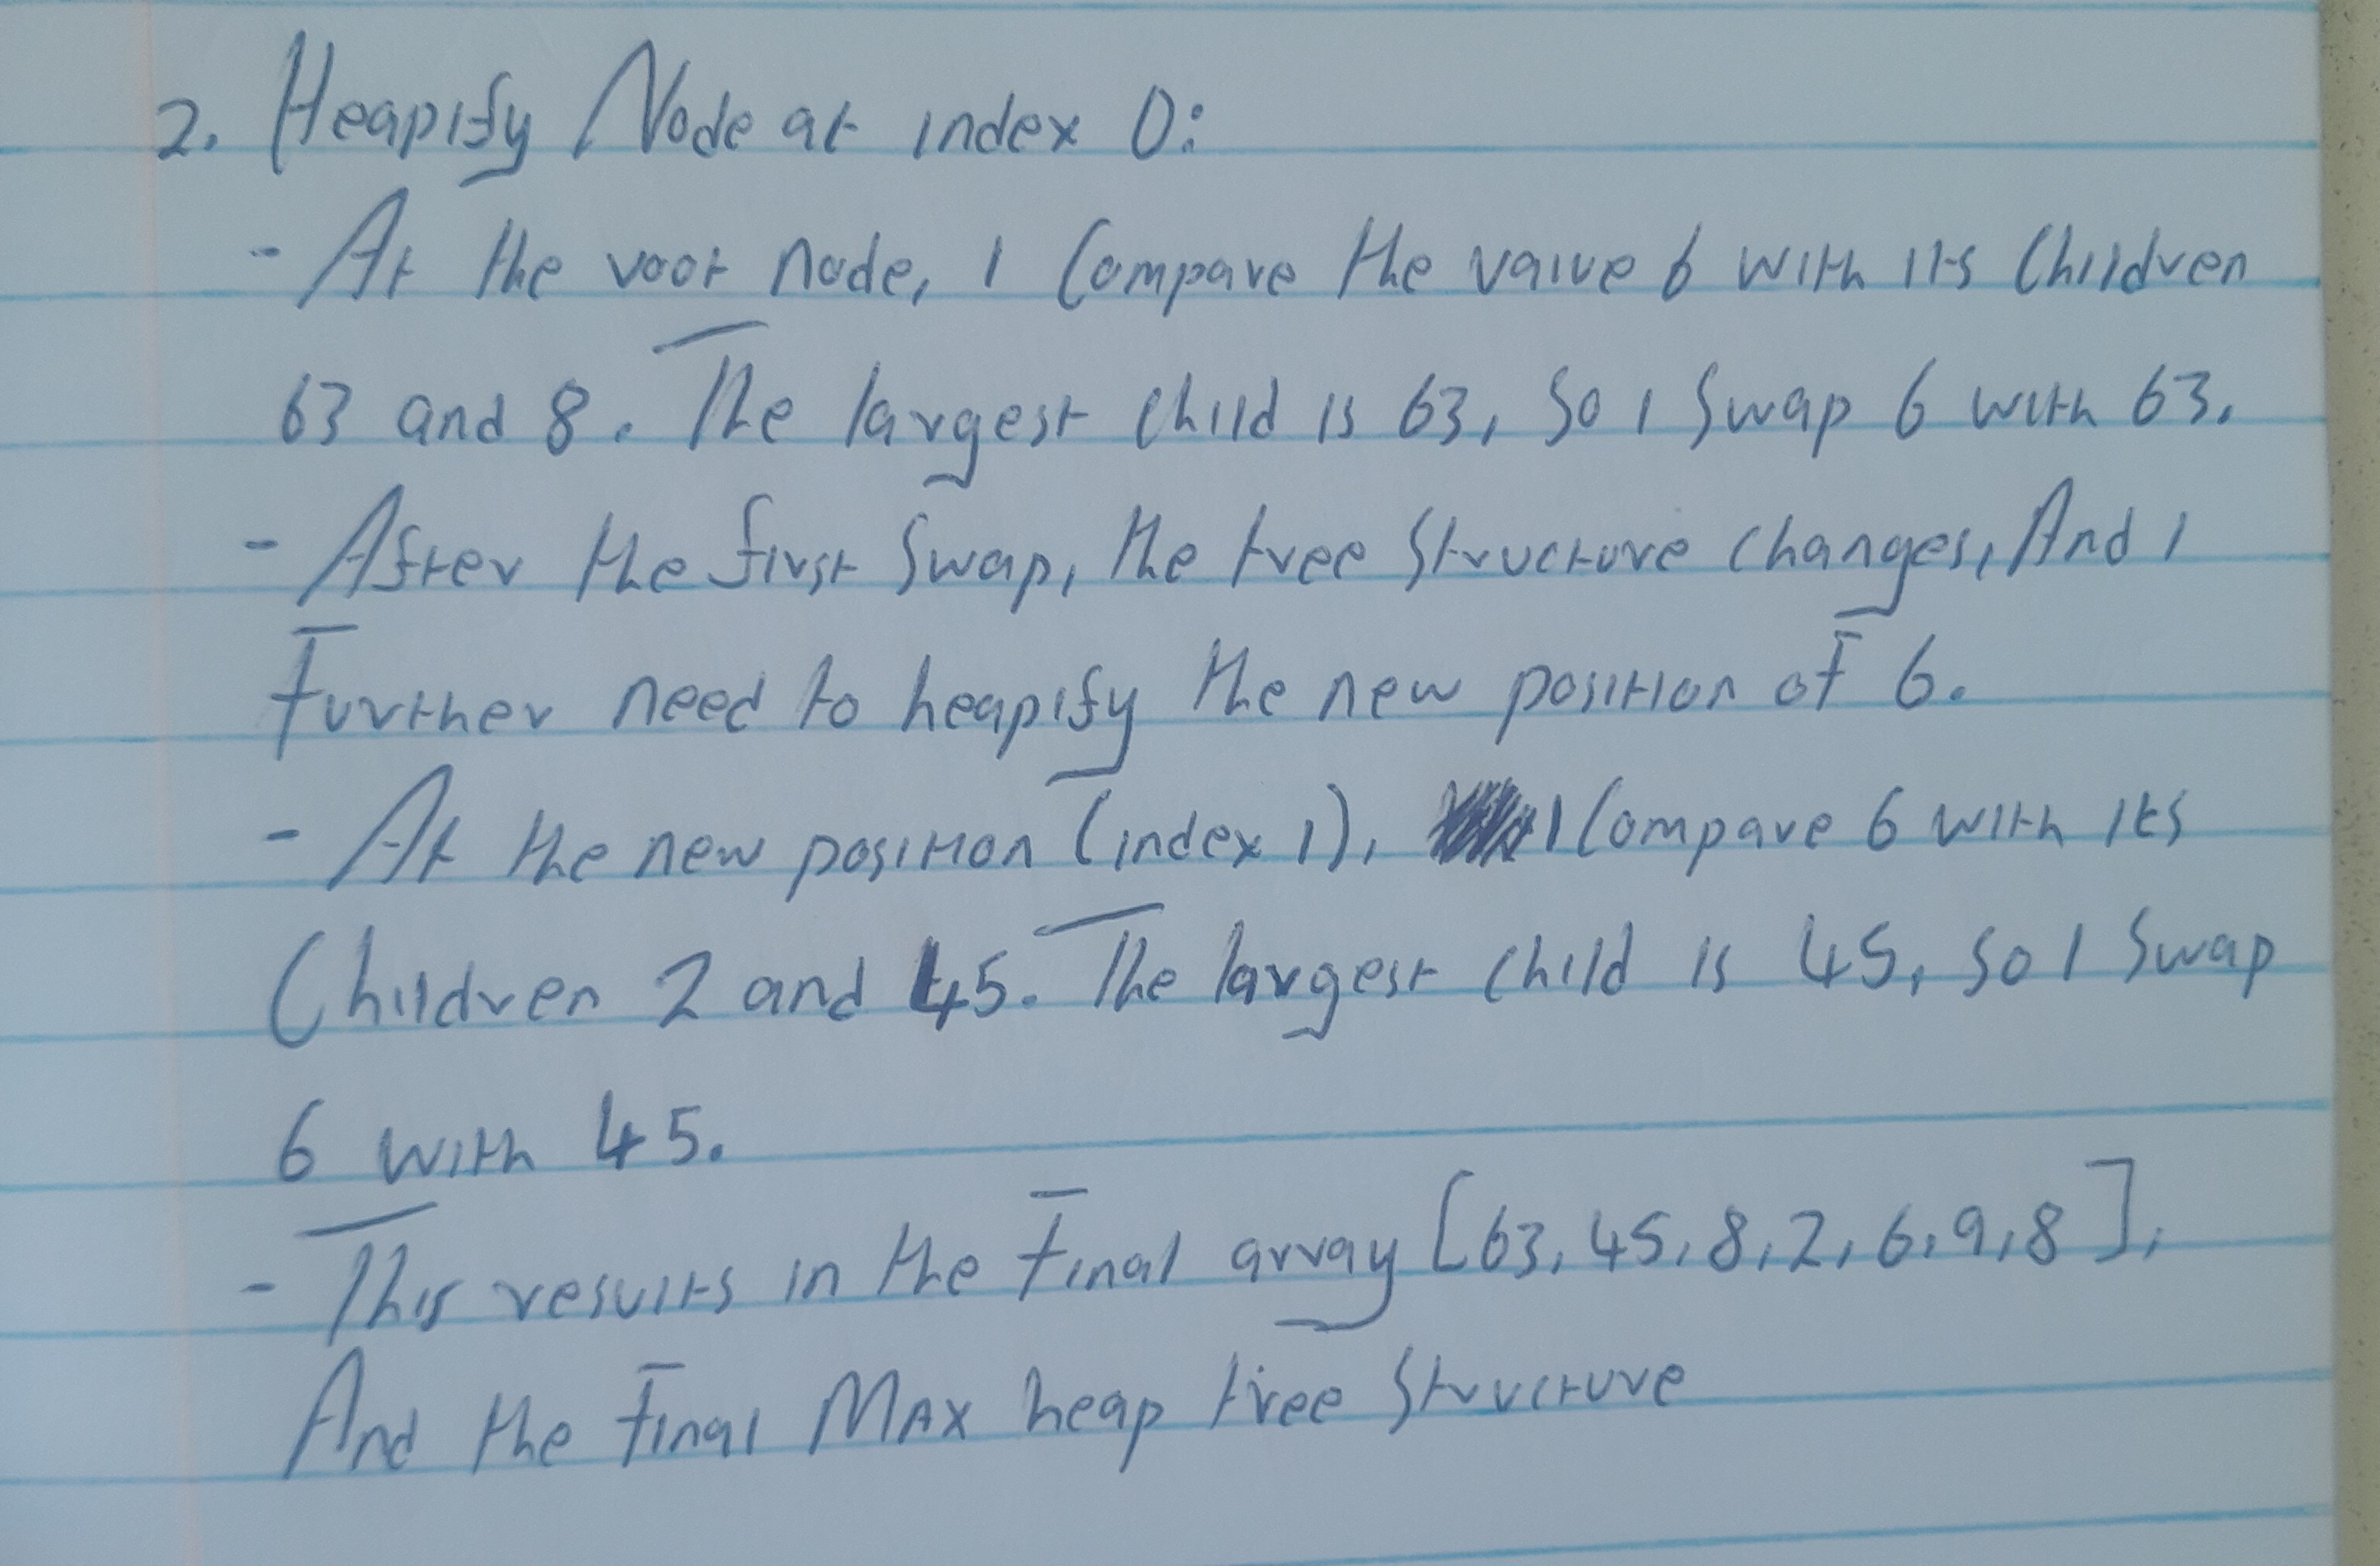 2. Heapify Node at index 0:
- At the root node, I Compare the value 6 with its Children
63 and 8. The largest child is 63, So I Swap 6 with 63.
- After the first Swap, the tree Structure changes, And I
Further need to heapify the new position of 6.
- At the new position (index 1), I Compare 6 with its
Children 2 and 45. The largest child is 45, So I Swap
6 with 45.
- This results in the Final array [63, 45, 8, 2, 6, 9, 8],
And the Final MAX heap tree Structure